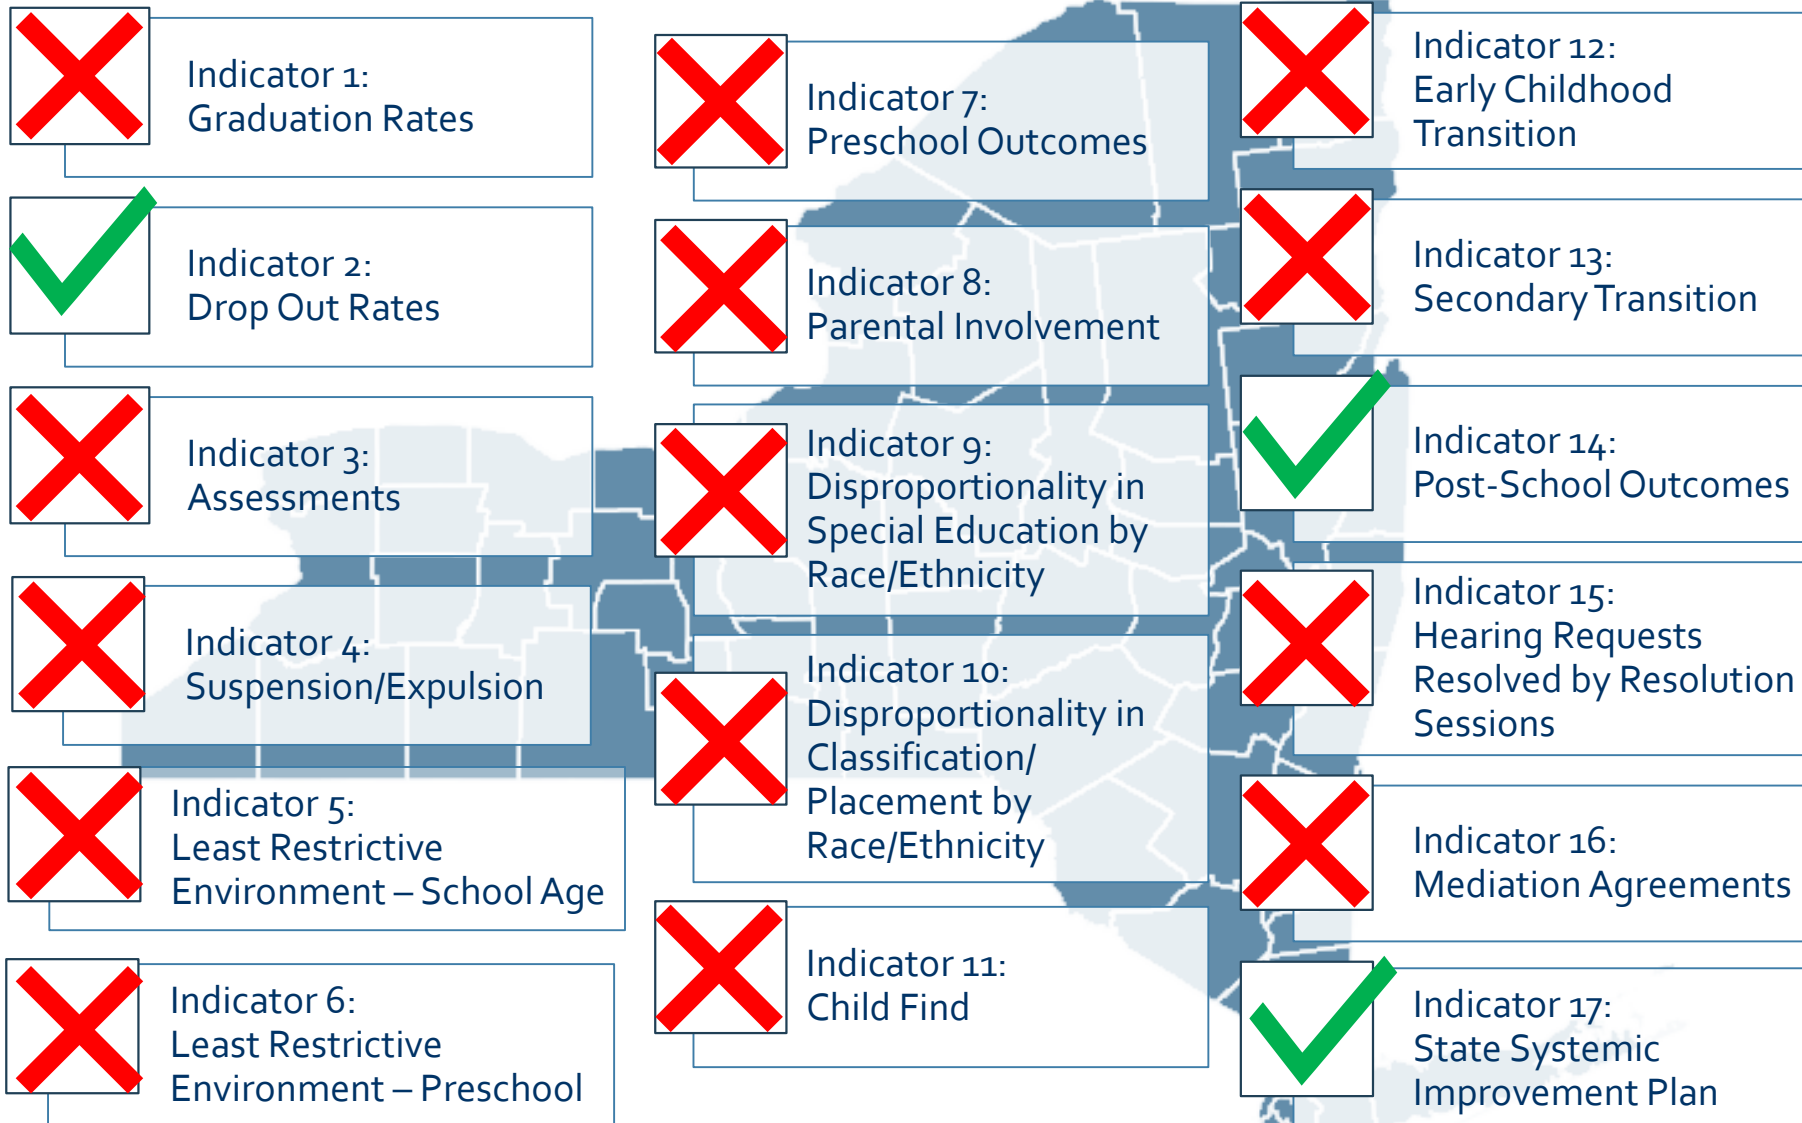 Indicator 1:
Graduation Rates
Indicator 2:
Drop Out Rates
Indicator 3:
Assessments
Indicator 4:
Suspension/Expulsion
Indicator 5:
Least Restrictive
Environment – School Age
Indicator 6:
Least Restrictive
Environment – Preschool
Indicator 7:
Preschool Outcomes
Indicator 8:
Parental Involvement
Indicator 9:
Disproportionality in
Special Education by
Race/Ethnicity
Indicator 10:
Disproportionality in
Classification/
Placement by
Race/Ethnicity
Indicator 11:
Child Find
Indicator 12:
Early Childhood
Transition
Indicator 13:
Secondary Transition
Indicator 14:
Post-School Outcomes
Indicator 15:
Hearing Requests
Resolved by Resolution
Sessions
Indicator 16:
Mediation Agreements
Indicator 17:
State Systemic
Improvement Plan